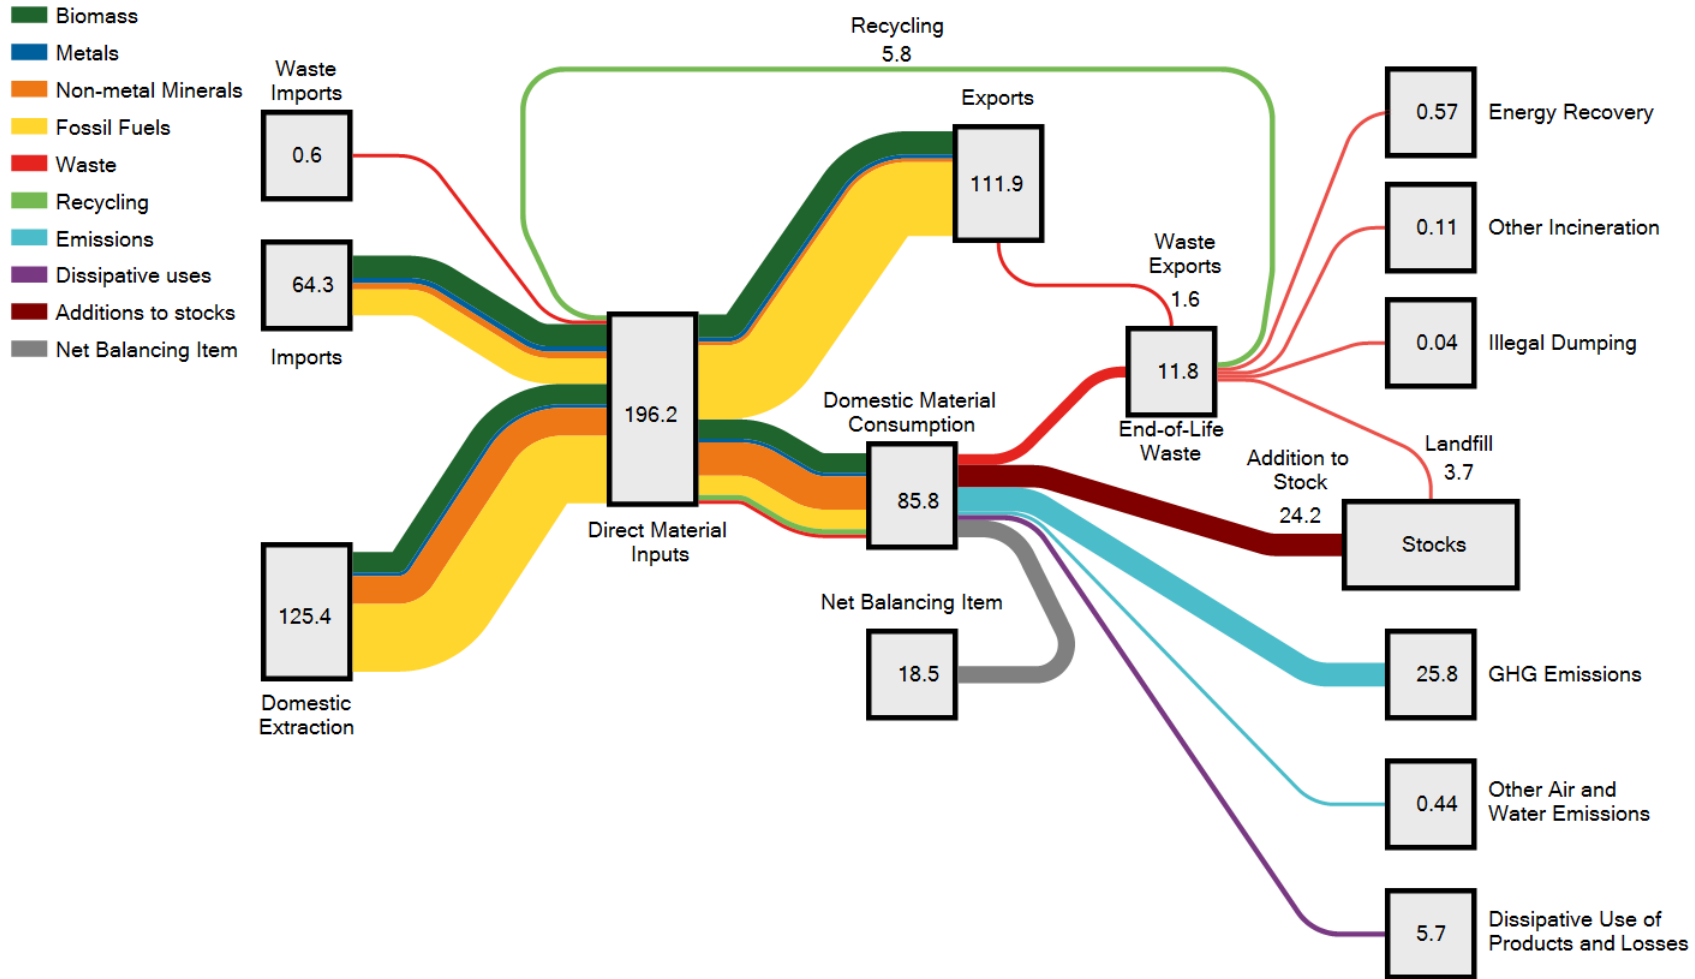 Biomass
Metals
Non-metal Minerals
Fossil Fuels
Waste
Recycling
Emissions
Dissipative uses
Additions to stocks
Net Balancing Item
Waste
Imports
0.6
64.3
Imports
125.4
Domestic
Extraction
Recycling
5.8
196.2
Direct Material
Inputs
Exports
111.9
Domestic Material
Consumption
85.8
Net Balancing Item
18.5
Waste
Exports
1.6
11.8
End-of-Life
Waste
Addition to
Stock
24.2
Landfill
3.7
Stocks
0.57
Energy Recovery
0.11
Other Incineration
0.04
Illegal Dumping
25.8
GHG Emissions
0.44
Other Air and
Water Emissions
5.7
Dissipative Use of
Products and Losses